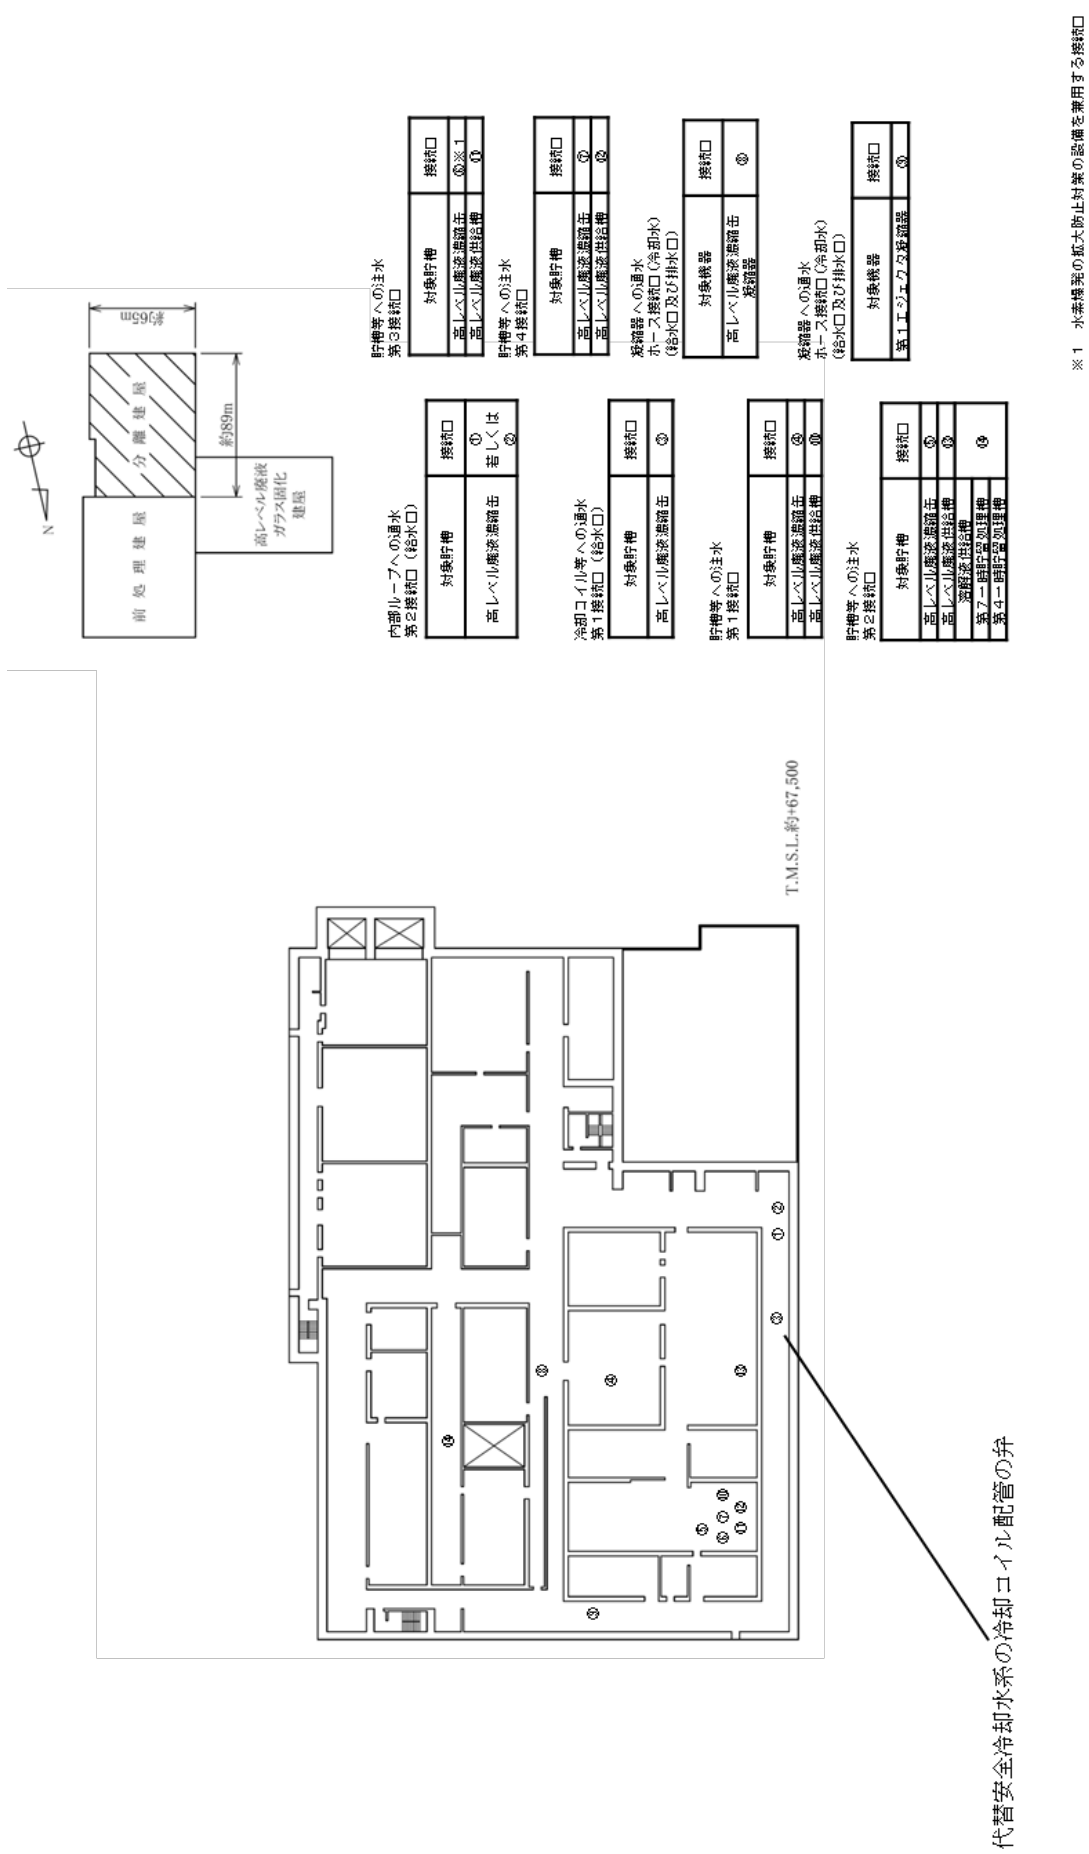 N
前処理建屋
分離建屋
高レベル廃液
ガラス固化
建屋
約89m
約65m
内部ループへの通水
第2接続口（給水口）
対象貯槽 接続口
高レベル廃液濃縮缶 ①
若しくは
②
冷却コイル等への通水
第1接続口（給水口）
対象貯槽 接続口
高レベル廃液濃縮缶 ③
貯槽等への注水
第1接続口
対象貯槽 接続口
高レベル廃液濃縮缶 ④
高レベル廃液供給槽 ⑩
貯槽等への注水
第2接続口
対象貯槽 接続口
高レベル廃液濃縮缶 ⑤
高レベル廃液供給槽 ⑬
溶解液供給槽 ⑭
第7一時貯留処理槽
第4一時貯留処理槽
貯槽等への注水
第3接続口
対象貯槽 接続口
高レベル廃液濃縮缶 ⑥※1
高レベル廃液供給槽 ⑪
貯槽等への注水
第4接続口
対象貯槽 接続口
高レベル廃液濃縮缶 ⑦
高レベル廃液供給槽 ⑫
凝縮器への通水
ホース接続口（冷却水）
（給水口及び排水口）
対象機器 接続口
高レベル廃液濃縮缶 ⑧
凝縮器
凝縮器への通水
ホース接続口（冷却水）
（給水口及び排水口）
対象機器 接続口
第1エジェクタ凝縮器 ⑨
※1 水素爆発の拡大防止対策の設備を兼用する接続口
T.M.S.L.約+67,500
⑭
⑧
⑨
④
⑤
⑥ ⑦ ⑩
⑪ ⑫
⑬
③
① ②
代替安全冷却水系の冷却コイル配管の弁